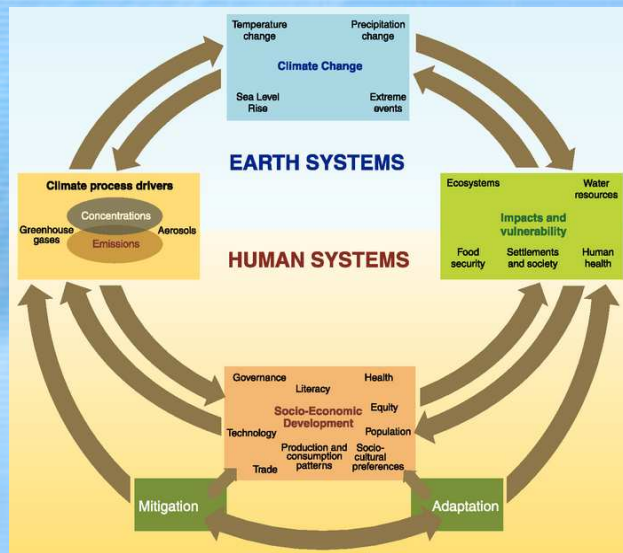 Temperature
change
Precipitation
change
Climate Change
Sea Level
Rise
Extreme
events
EARTH SYSTEMS
Climate process drivers
Concentrations
Greenhouse
gases
Aerosols
Emissions
Ecosystems
Water
resources
Impacts and
vulnerability
Food
security
Settlements
and society
Human
health
HUMAN SYSTEMS
Governance
Literacy
Health
Equity
Socio-Economic
Development
Technology
Population
Production and
consumption
patterns
Socio-
cultural
preferences
Trade
Mitigation
Adaptation